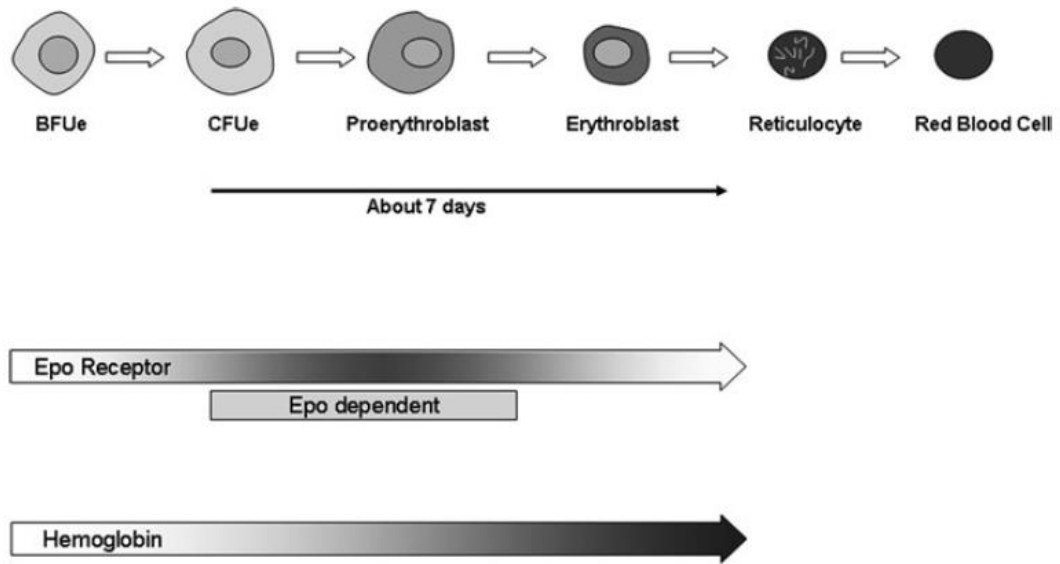 BFUe
CFUe
Proerythroblast
Erythroblast
Reticulocyte
Red Blood Cell
About 7 days
Epo Receptor
Epo dependent
Hemoglobin